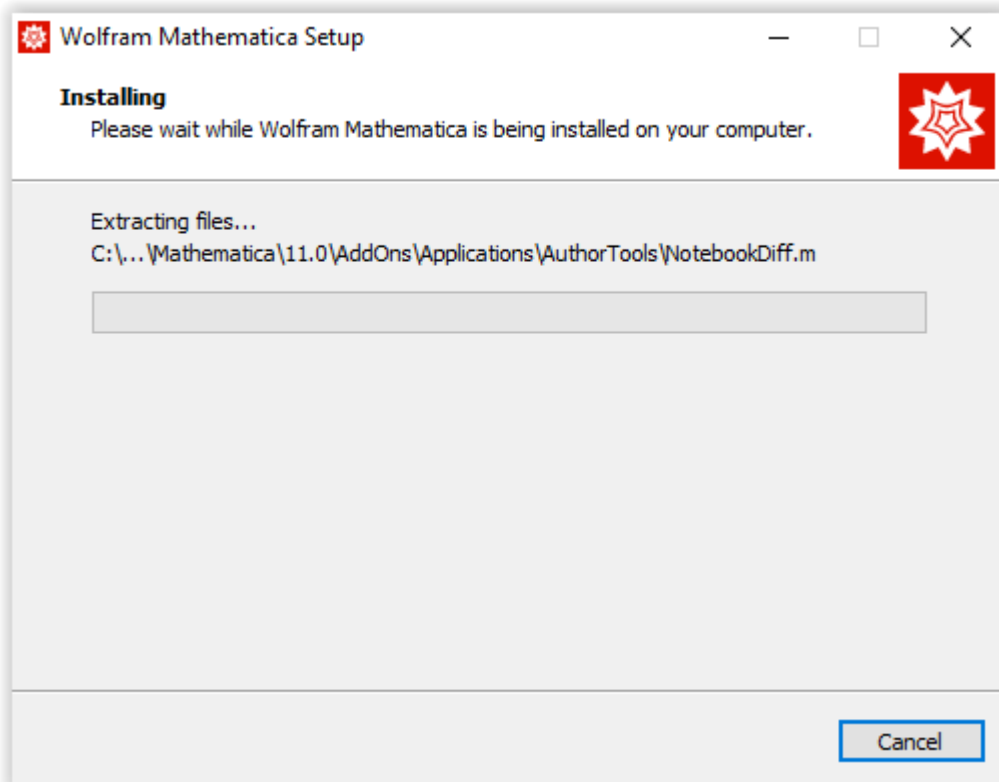 Wolfram Mathematica Setup
Installing
Please wait while Wolfram Mathematica is being installed on your computer.
Extracting files...
C:\...\Mathematica\11.0\AddOns\Applications\AuthorTools\NotebookDiff.m
Cancel